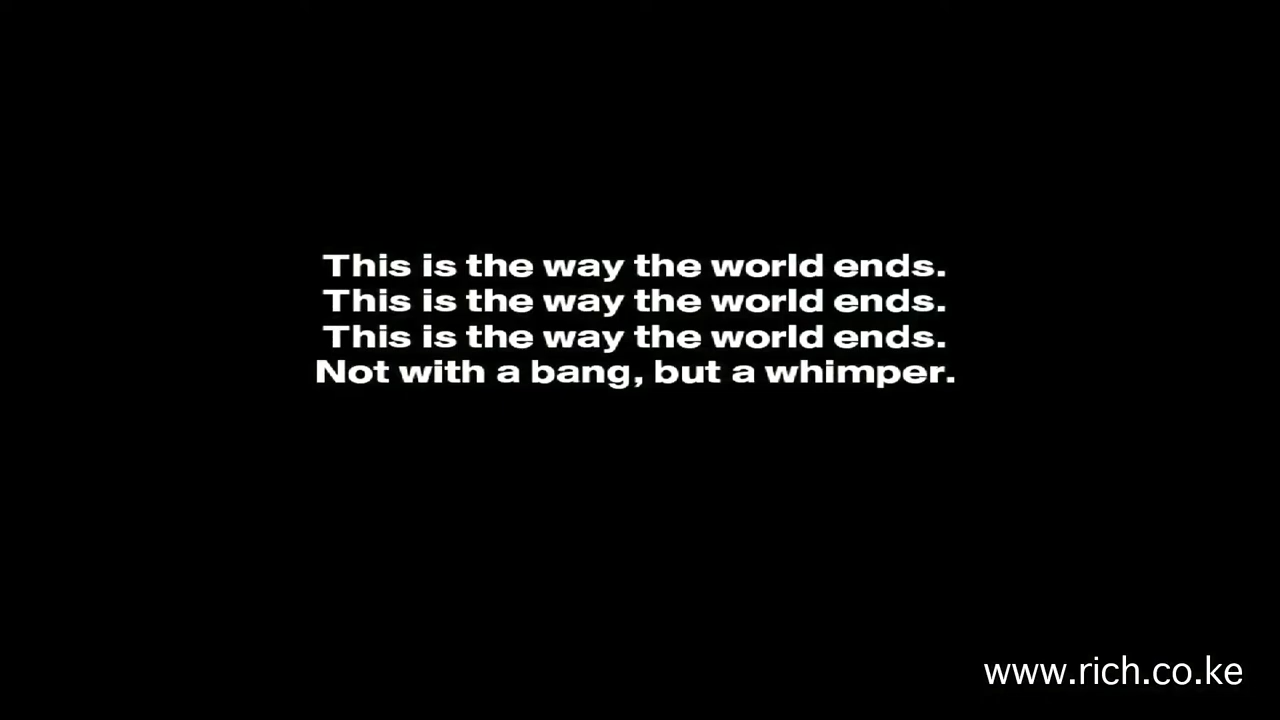 This is the way the world ends.
This is the way the world ends.
This is the way the world ends.
Not with a bang, but a whimper.
www.rich.co.ke